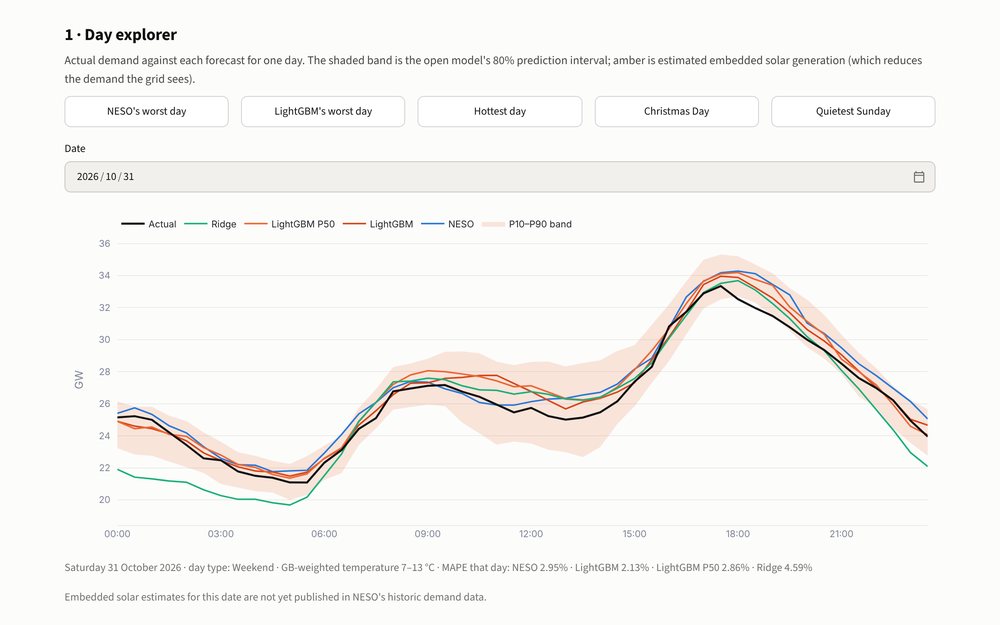 1 · Day explorer
Actual demand against each forecast for one day. The shaded band is the open model's 80% prediction interval; amber is estimated embedded solar generation (which reduces
the demand the grid sees).
NESO's worst day
LightGBM's worst day
Hottest day
Christmas Day
Quietest Sunday
Date
2026 / 10 / 31
Actual
Ridge
LightGBM P50
LightGBM
NESO
P10–P90 band
36
34
32
30
28
26
24
22
20
GW
00:00
03:00
06:00
09:00
12:00
15:00
18:00
21:00
Saturday 31 October 2026 · day type: Weekend · GB-weighted temperature 7–13 °C · MAPE that day: NESO 2.95% · LightGBM 2.13% · LightGBM P50 2.86% · Ridge 4.59%
Embedded solar estimates for this date are not yet published in NESO's historic demand data.